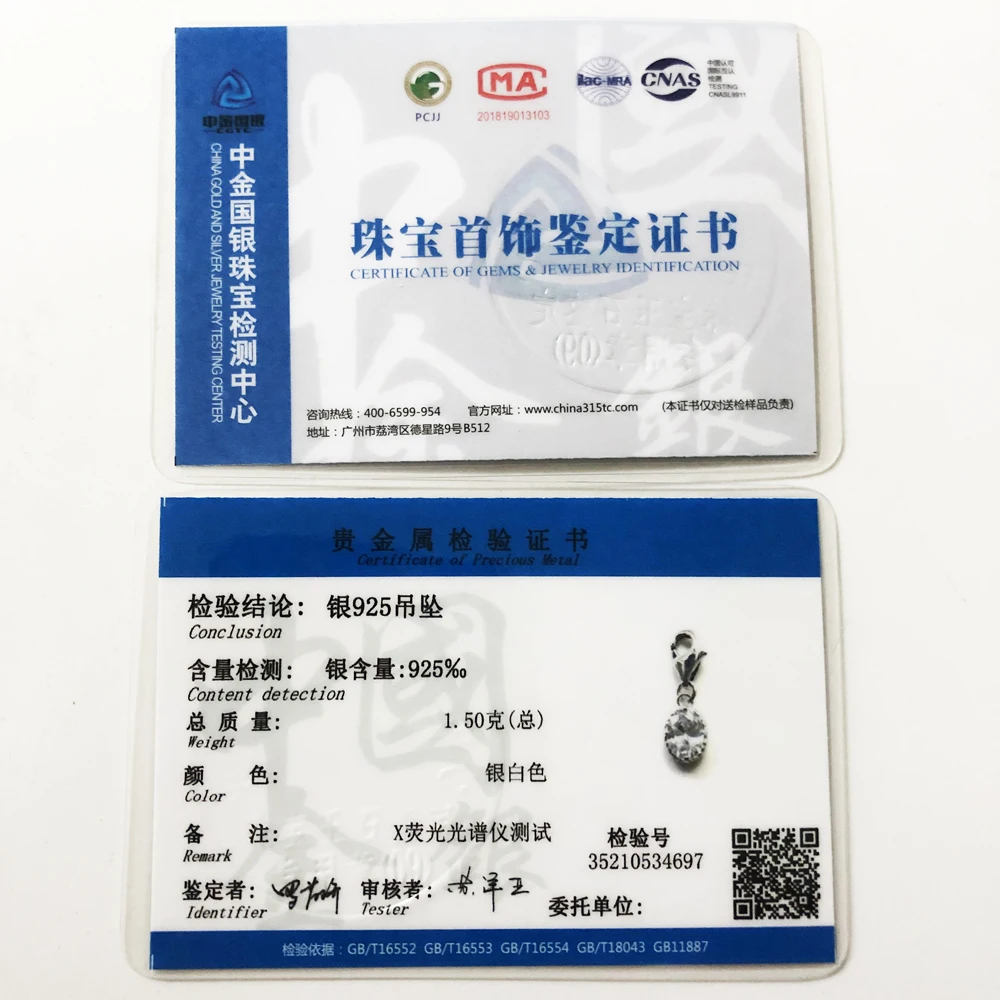 中金国银
CGTC
中金国银珠宝检测中心
CHINA GOLD AND SILVER JEWELRY TESTING CENTER
PCJJ
MA
201819013103
ilac-MRA
CNAS
中国认可
国际互认
检测
TESTING
CNASL9911
珠宝首饰鉴定证书
CERTIFICATE OF GEMS & JEWELRY IDENTIFICATION
咨询热线：400-6599-954 官方网址：www.china315tc.com (本证书仅对送检样品负责)
地址：广州市荔湾区德星路9号B512
贵金属检验证书
Certificate of Precious Metal
检验结论: 银925吊坠
Conclusion
含量检测: 银含量:925‰
Content detection
总质量: 1.50克(总)
Weight
颜 色: 银白色
Color
备 注: X荧光光谱仪测试
Remark
检验号
35210534697
鉴定者:
Identifier
审核者:
Tester
委托单位:
检验依据：GB/T16552 GB/T16553 GB/T16554 GB/T18043 GB11887